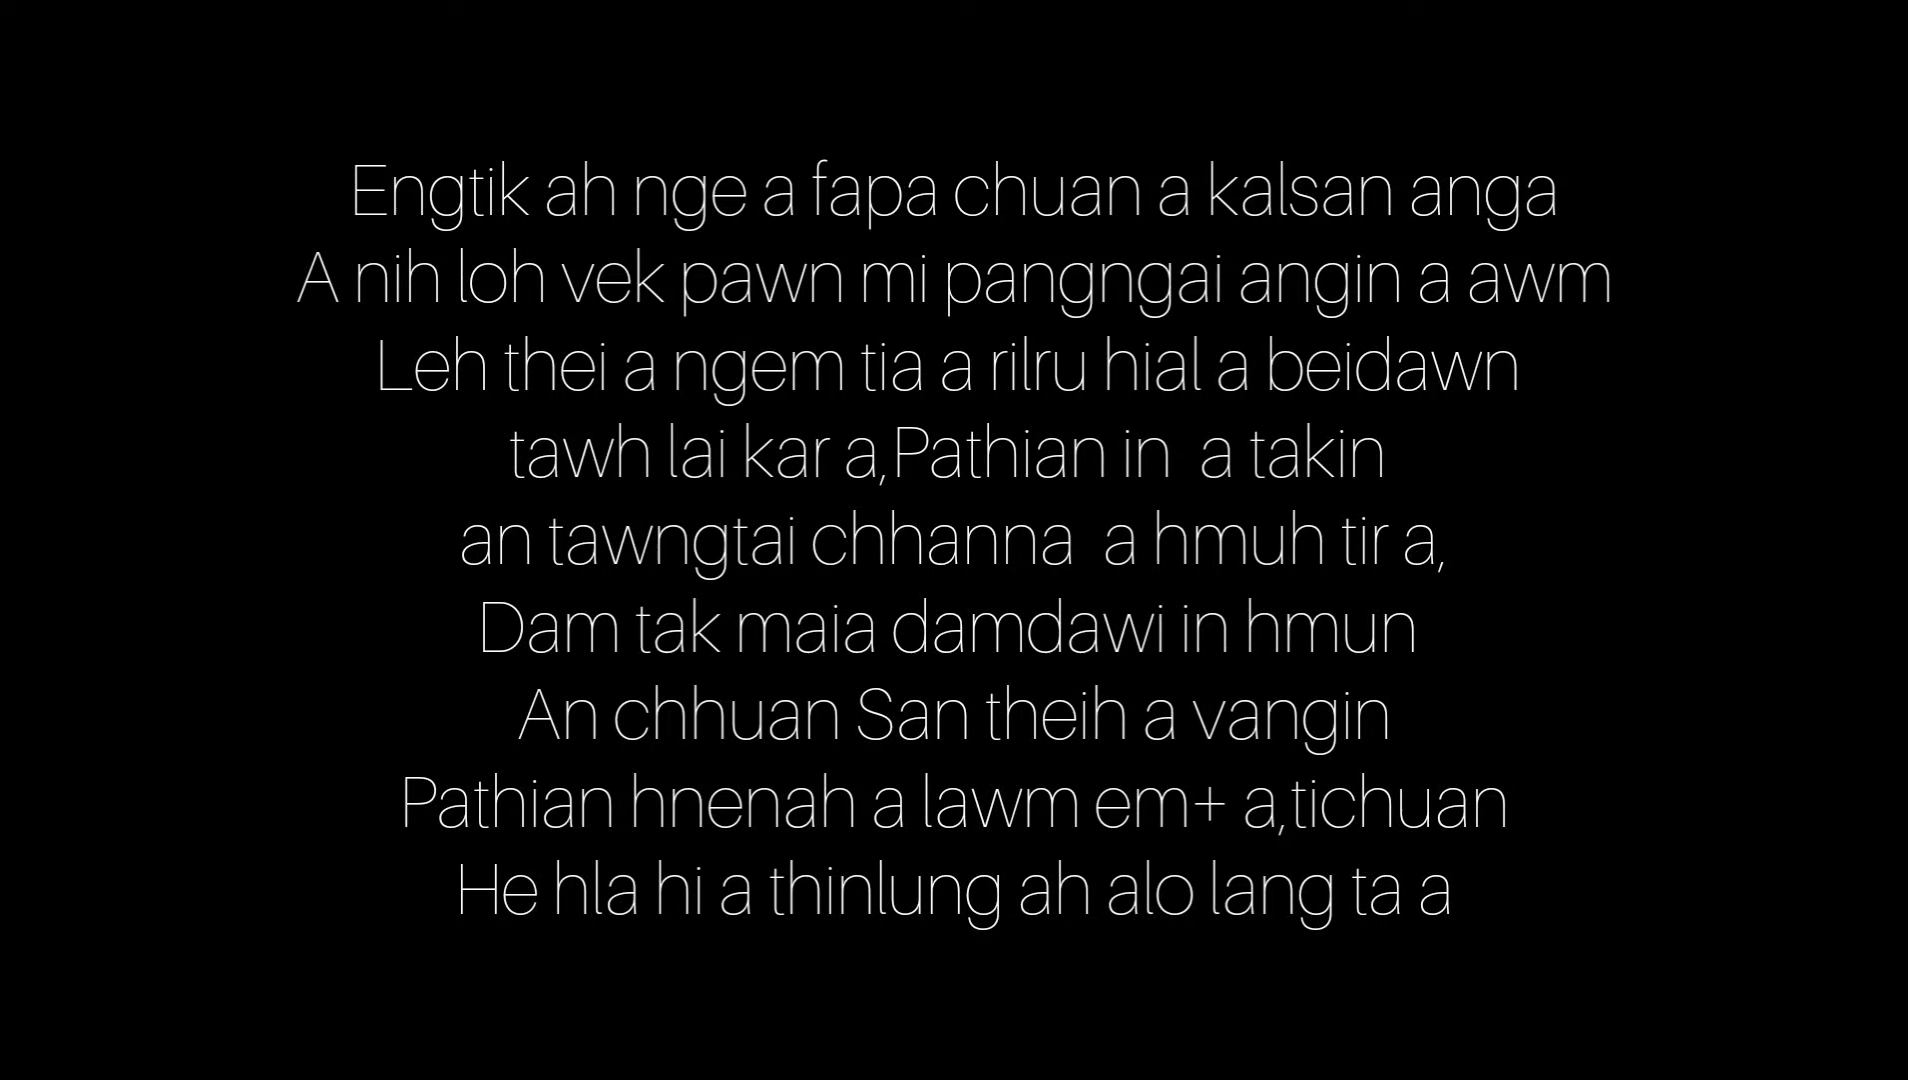 Engtik ah nge a fapa chuan a kalsan anga
A nih loh vek pawn mi pangngai angin a awm
Leh thei a ngem tia a rilru hial a beidawn
tawh lai kar a,Pathian in  a takin
an tawngtai chhanna  a hmuh tir a,
Dam tak maia damdawi in hmun
An chhuan San theih a vangin
Pathian hnenah a lawm em+ a,tichuan
He hla hi a thinlung ah alo lang ta a